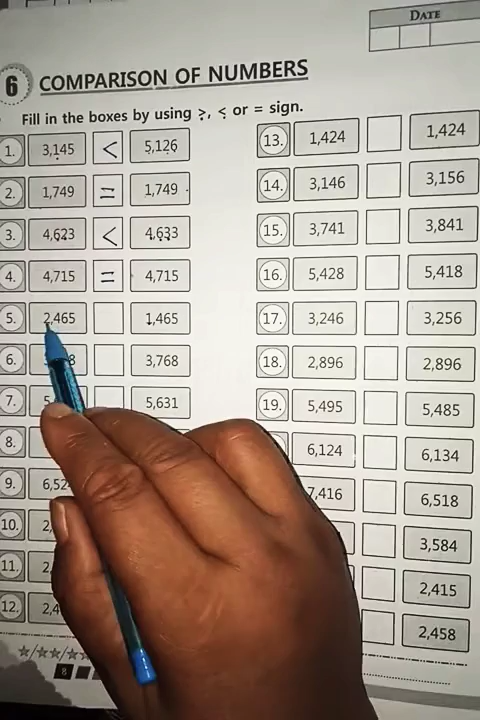 DATE
6 COMPARISON OF NUMBERS
Fill in the boxes by using >, < or = sign.
1. 3,145 < 5,126
2. 1,749 = 1,749
3. 4,623 < 4,633
4. 4,715 = 4,715
5. 2,465 1,465
6. 3,768
7. 5,631
8.
9.
10.
11.
12.
13. 1,424 1,424
14. 3,146 3,156
15. 3,741 3,841
16. 5,428 5,418
17. 3,246 3,256
18. 2,896 2,896
19. 5,495 5,485
6,124 6,134
7,416 6,518
3,584
2,415
2,458
8